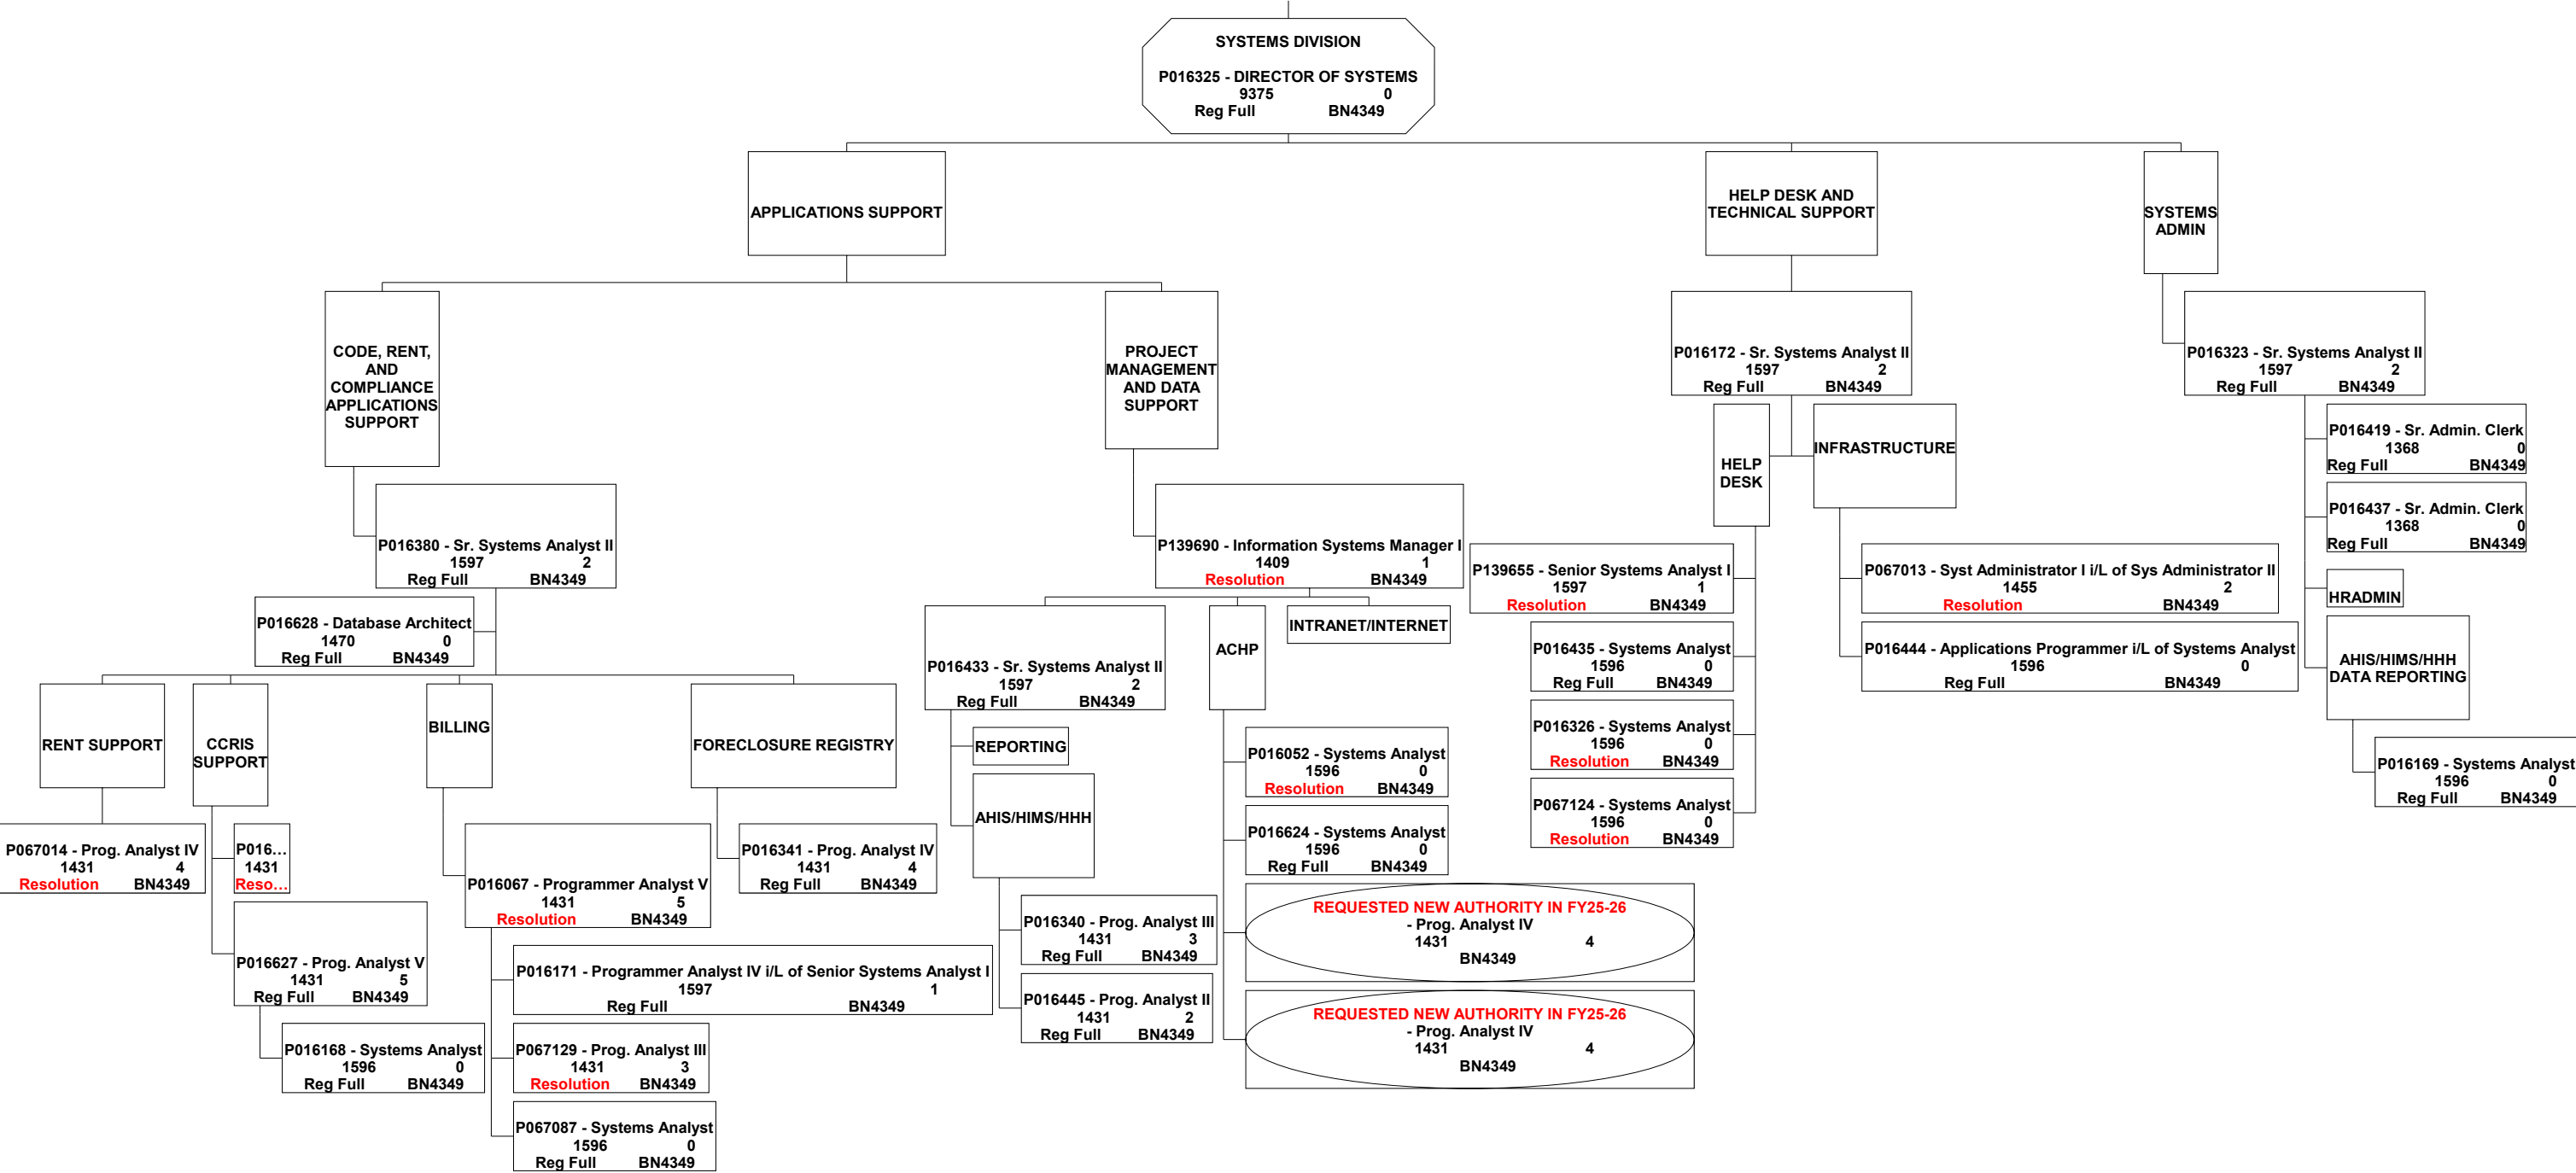 SYSTEMS DIVISION
P016325 - DIRECTOR OF SYSTEMS
9375 0
Reg Full BN4349
APPLICATIONS SUPPORT
HELP DESK AND
TECHNICAL SUPPORT
SYSTEMS
ADMIN
CODE, RENT,
AND
COMPLIANCE
APPLICATIONS
SUPPORT
PROJECT
MANAGEMENT
AND DATA
SUPPORT
P016172 - Sr. Systems Analyst II
1597 2
Reg Full BN4349
P016323 - Sr. Systems Analyst II
1597 2
Reg Full BN4349
HELP
DESK
INFRASTRUCTURE
P016419 - Sr. Admin. Clerk
1368 0
Reg Full BN4349
P016437 - Sr. Admin. Clerk
1368 0
Reg Full BN4349
HRADMIN
AHIS/HIMS/HHH
DATA REPORTING
P016169 - Systems Analyst
1596 0
Reg Full BN4349
P016380 - Sr. Systems Analyst II
1597 2
Reg Full BN4349
P139690 - Information Systems Manager I
1409 1
Resolution BN4349
P139655 - Senior Systems Analyst I
1597 1
Resolution BN4349
P016435 - Systems Analyst
1596 0
Reg Full BN4349
P016326 - Systems Analyst
1596 0
Resolution BN4349
P067124 - Systems Analyst
1596 0
Resolution BN4349
P067013 - Syst Administrator I i/L of Sys Administrator II
1455 2
Resolution BN4349
P016444 - Applications Programmer i/L of Systems Analyst
1596 0
Reg Full BN4349
P016628 - Database Architect
1470 0
Reg Full BN4349
RENT SUPPORT
CCRIS
SUPPORT
BILLING
FORECLOSURE REGISTRY
P067014 - Prog. Analyst IV
1431 4
Resolution BN4349
P016...
1431
Reso...
P016627 - Prog. Analyst V
1431 5
Reg Full BN4349
P016168 - Systems Analyst
1596 0
Reg Full BN4349
P016067 - Programmer Analyst V
1431 5
Resolution BN4349
P016171 - Programmer Analyst IV i/L of Senior Systems Analyst I
1597 1
Reg Full BN4349
P067129 - Prog. Analyst III
1431 3
Resolution BN4349
P067087 - Systems Analyst
1596 0
Reg Full BN4349
P016341 - Prog. Analyst IV
1431 4
Reg Full BN4349
P016433 - Sr. Systems Analyst II
1597 2
Reg Full BN4349
REPORTING
AHIS/HIMS/HHH
P016340 - Prog. Analyst III
1431 3
Reg Full BN4349
P016445 - Prog. Analyst II
1431 2
Reg Full BN4349
ACHP
INTRANET/INTERNET
P016052 - Systems Analyst
1596 0
Resolution BN4349
P016624 - Systems Analyst
1596 0
Reg Full BN4349
REQUESTED NEW AUTHORITY IN FY25-26
- Prog. Analyst IV
1431 4
BN4349
REQUESTED NEW AUTHORITY IN FY25-26
- Prog. Analyst IV
1431 4
BN4349